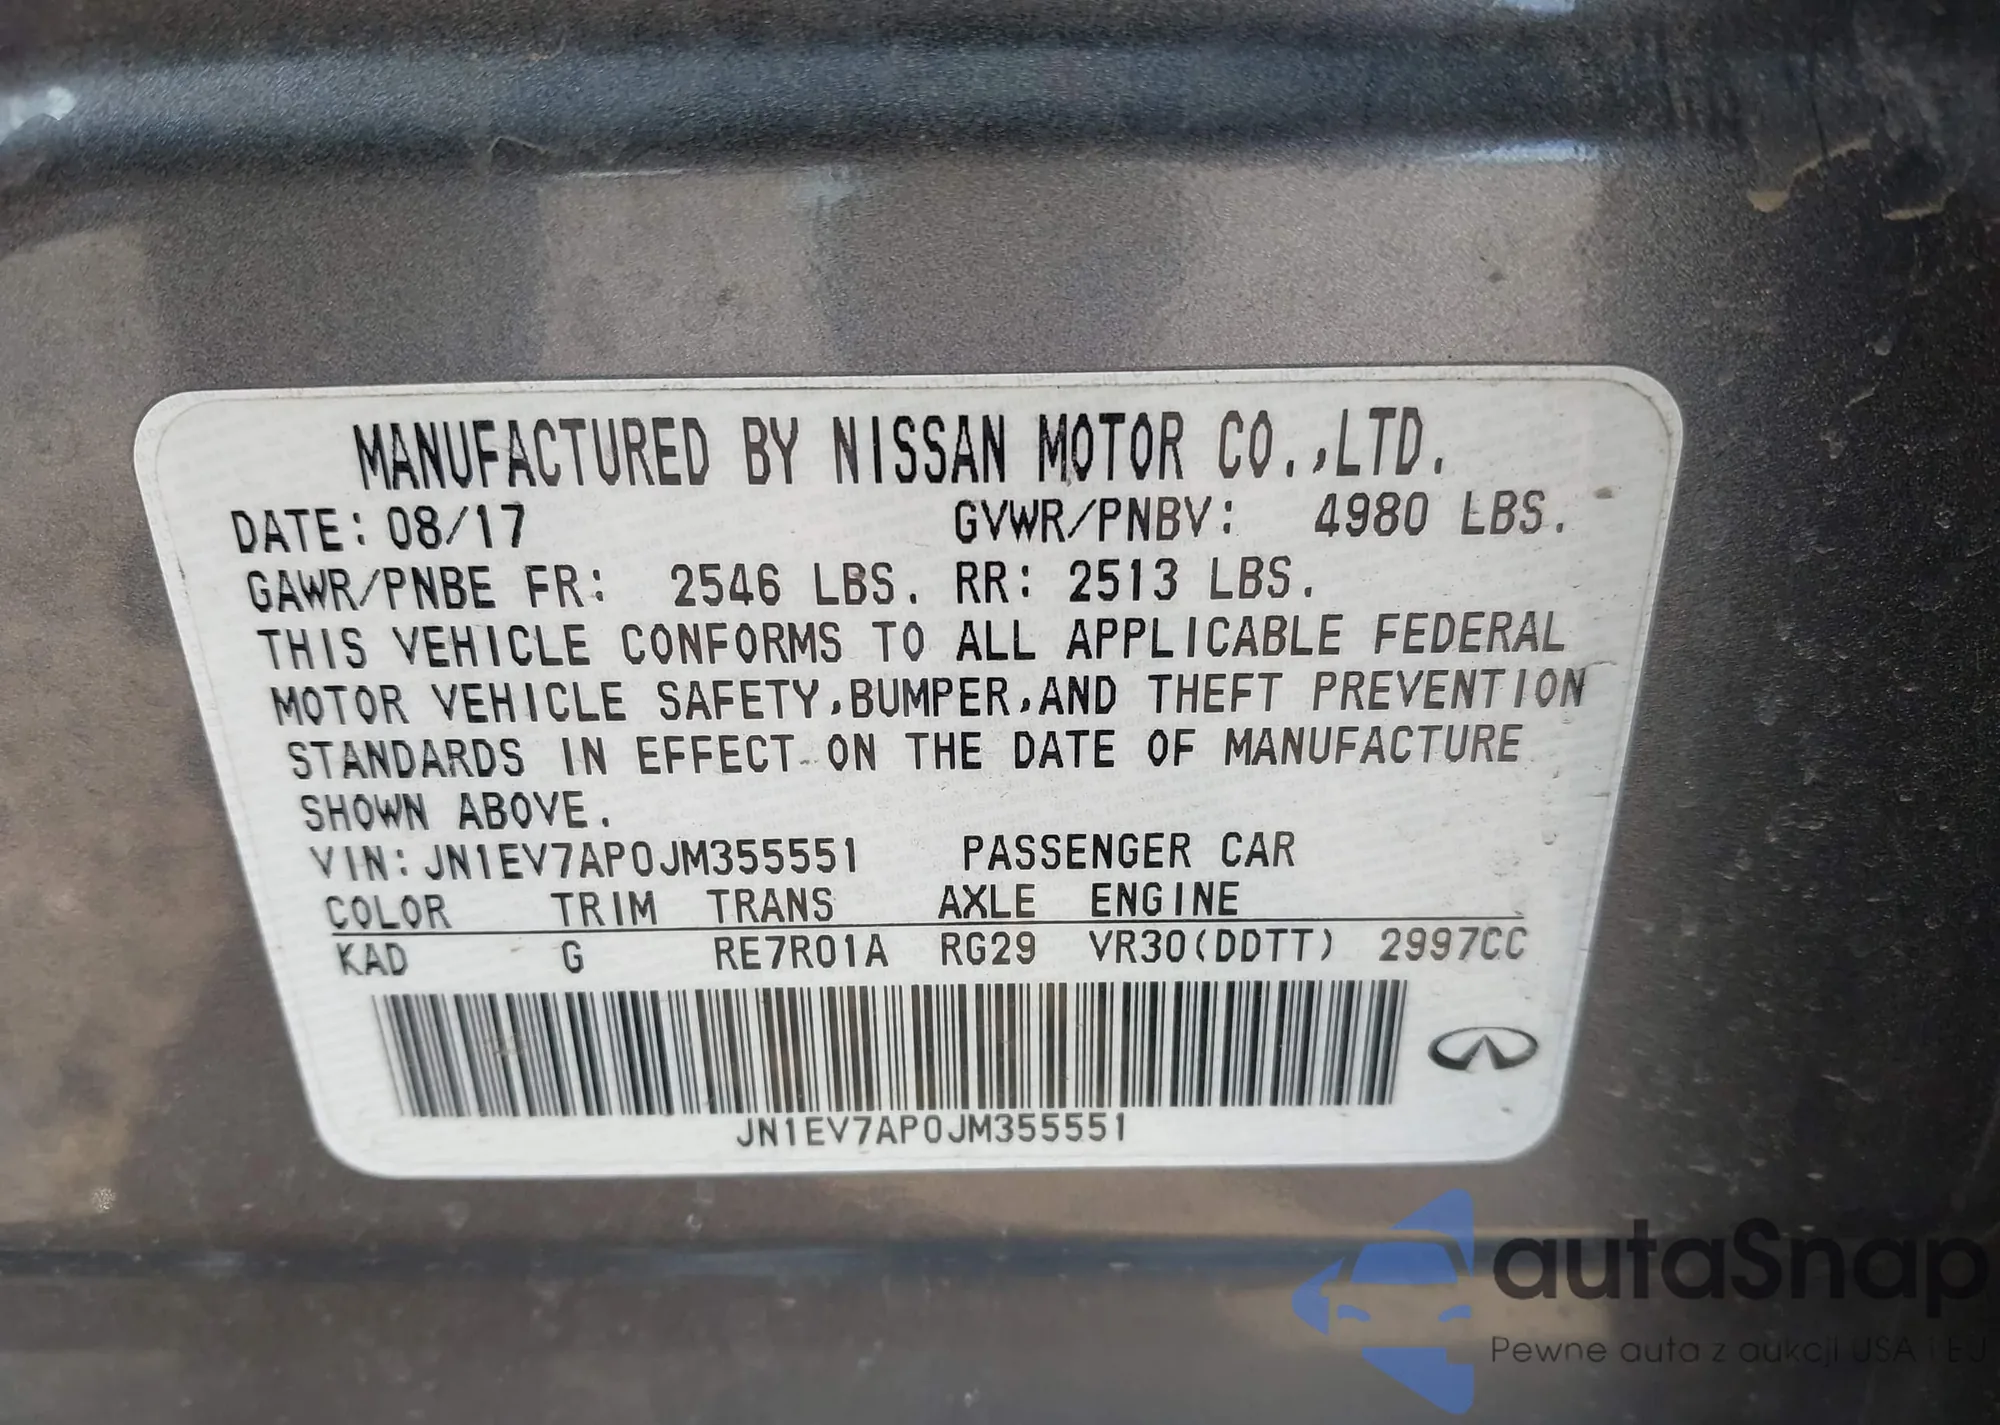 MANUFACTURED BY NISSAN MOTOR CO.,LTD.
DATE: 08/17 GVWR/PNBV: 4980 LBS.
GAWR/PNBE FR: 2546 LBS. RR: 2513 LBS.
THIS VEHICLE CONFORMS TO ALL APPLICABLE FEDERAL
MOTOR VEHICLE SAFETY,BUMPER,AND THEFT PREVENTION
STANDARDS IN EFFECT ON THE DATE OF MANUFACTURE
SHOWN ABOVE.
VIN: JN1EV7AP0JM355551 PASSENGER CAR
COLOR TRIM TRANS AXLE ENGINE
KAD G RE7R01A RG29 VR30(DDTT) 2997CC
JN1EV7AP0JM355551
autaSnap
Pewne auta z aukcji USA i EU